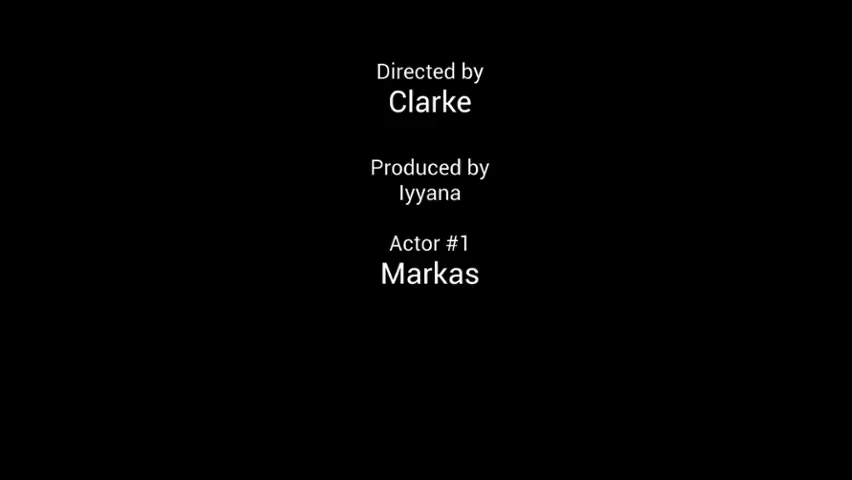 Directed by
Clarke
Produced by
Iyyana
Actor #1
Markas